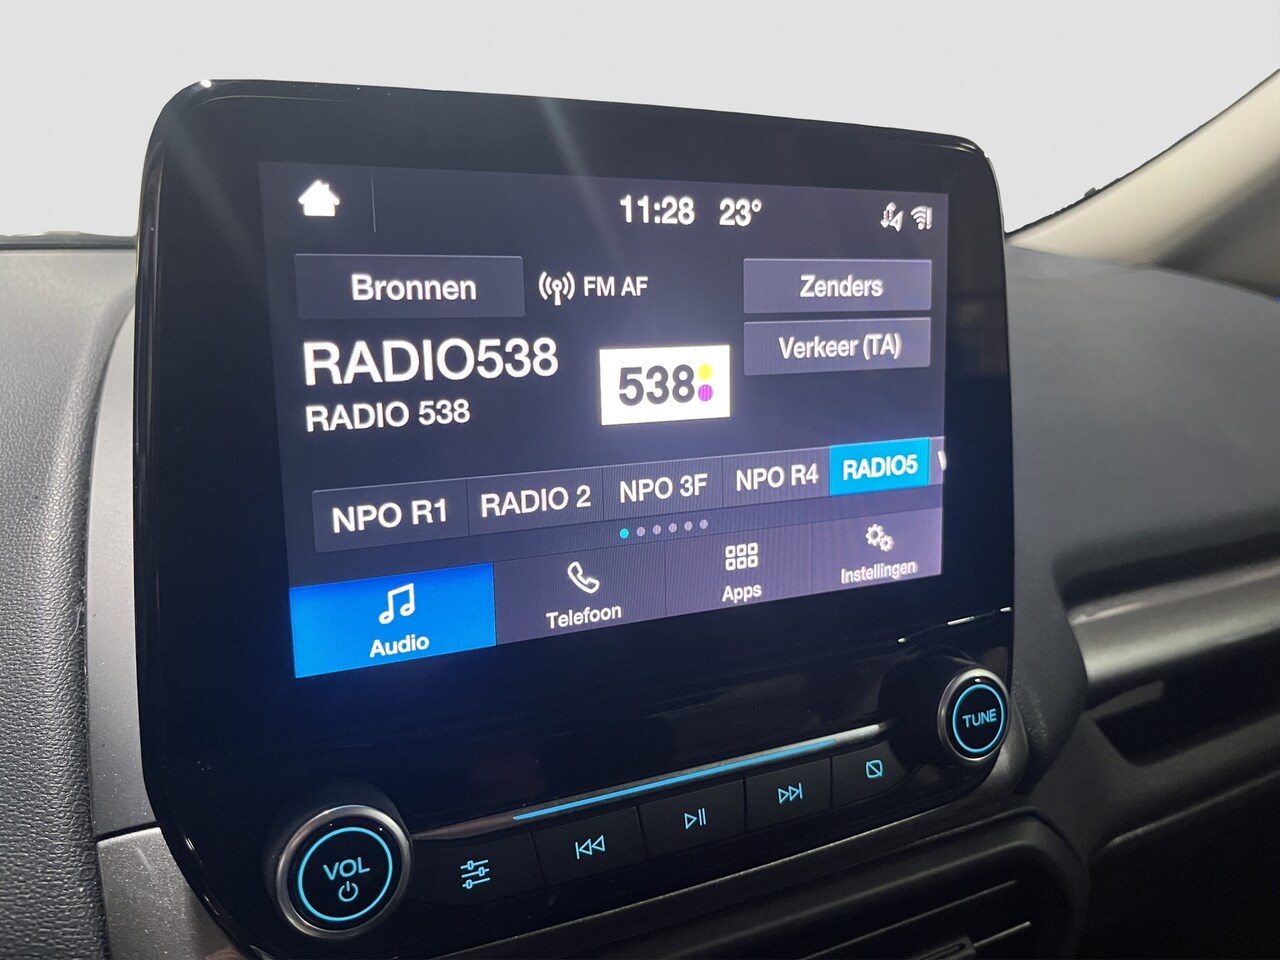 11:28 23°
Bronnen
FM AF
Zenders
Verkeer (TA)
RADIO538
RADIO 538
538
NPO R1
RADIO 2
NPO 3F
NPO R4
RADIO5
Audio
Telefoon
Apps
Instellingen
VOL
TUNE